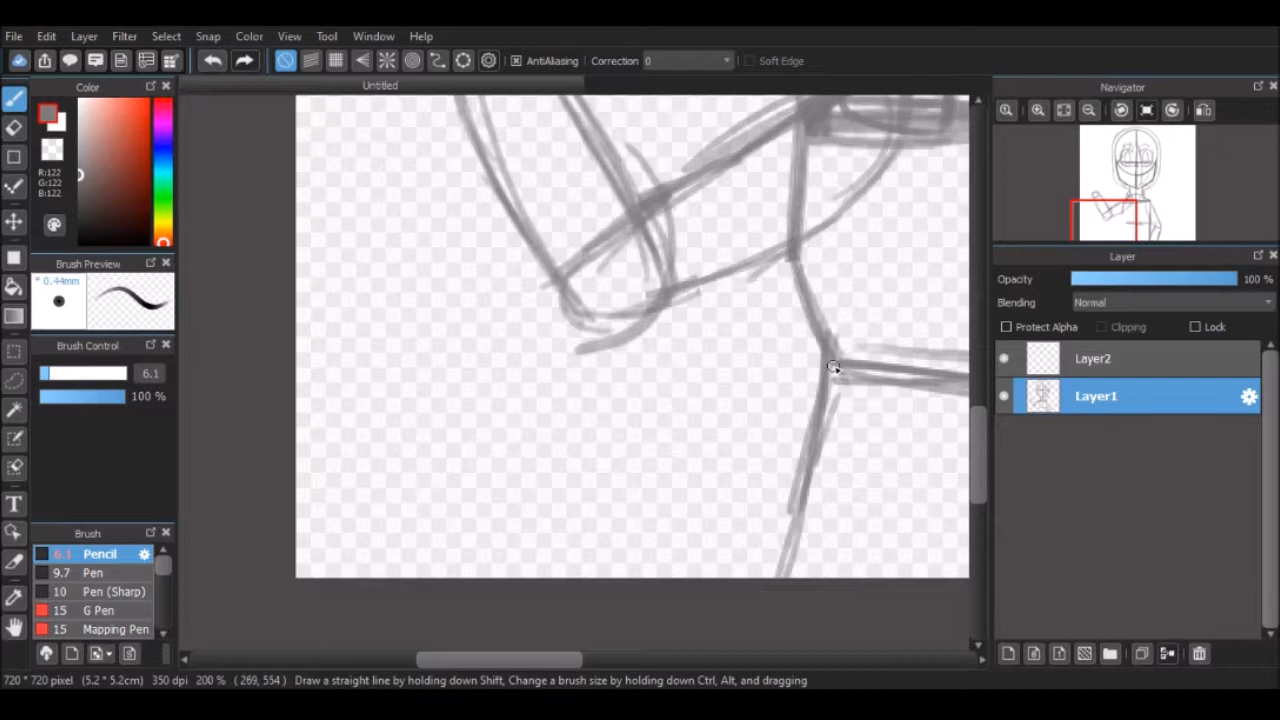 File Edit Layer Filter Select Snap Color View Tool Window Help
AntiAliasing Correction 0 Soft Edge
Color
Untitled
Navigator
R:122
G:122
B:122
Brush Preview
* 0.44mm
Brush Control
6.1
100 %
Brush
6.1 Pencil
9.7 Pen
10 Pen (Sharp)
15 G Pen
15 Mapping Pen
Layer
Opacity 100 %
Blending Normal
Protect Alpha Clipping Lock
Layer2
Layer1
T
720 * 720 pixel (5.2 * 5.2cm) 350 dpi 200 % ( 269, 554 ) Draw a straight line by holding down Shift, Change a brush size by holding down Ctrl, Alt, and dragging